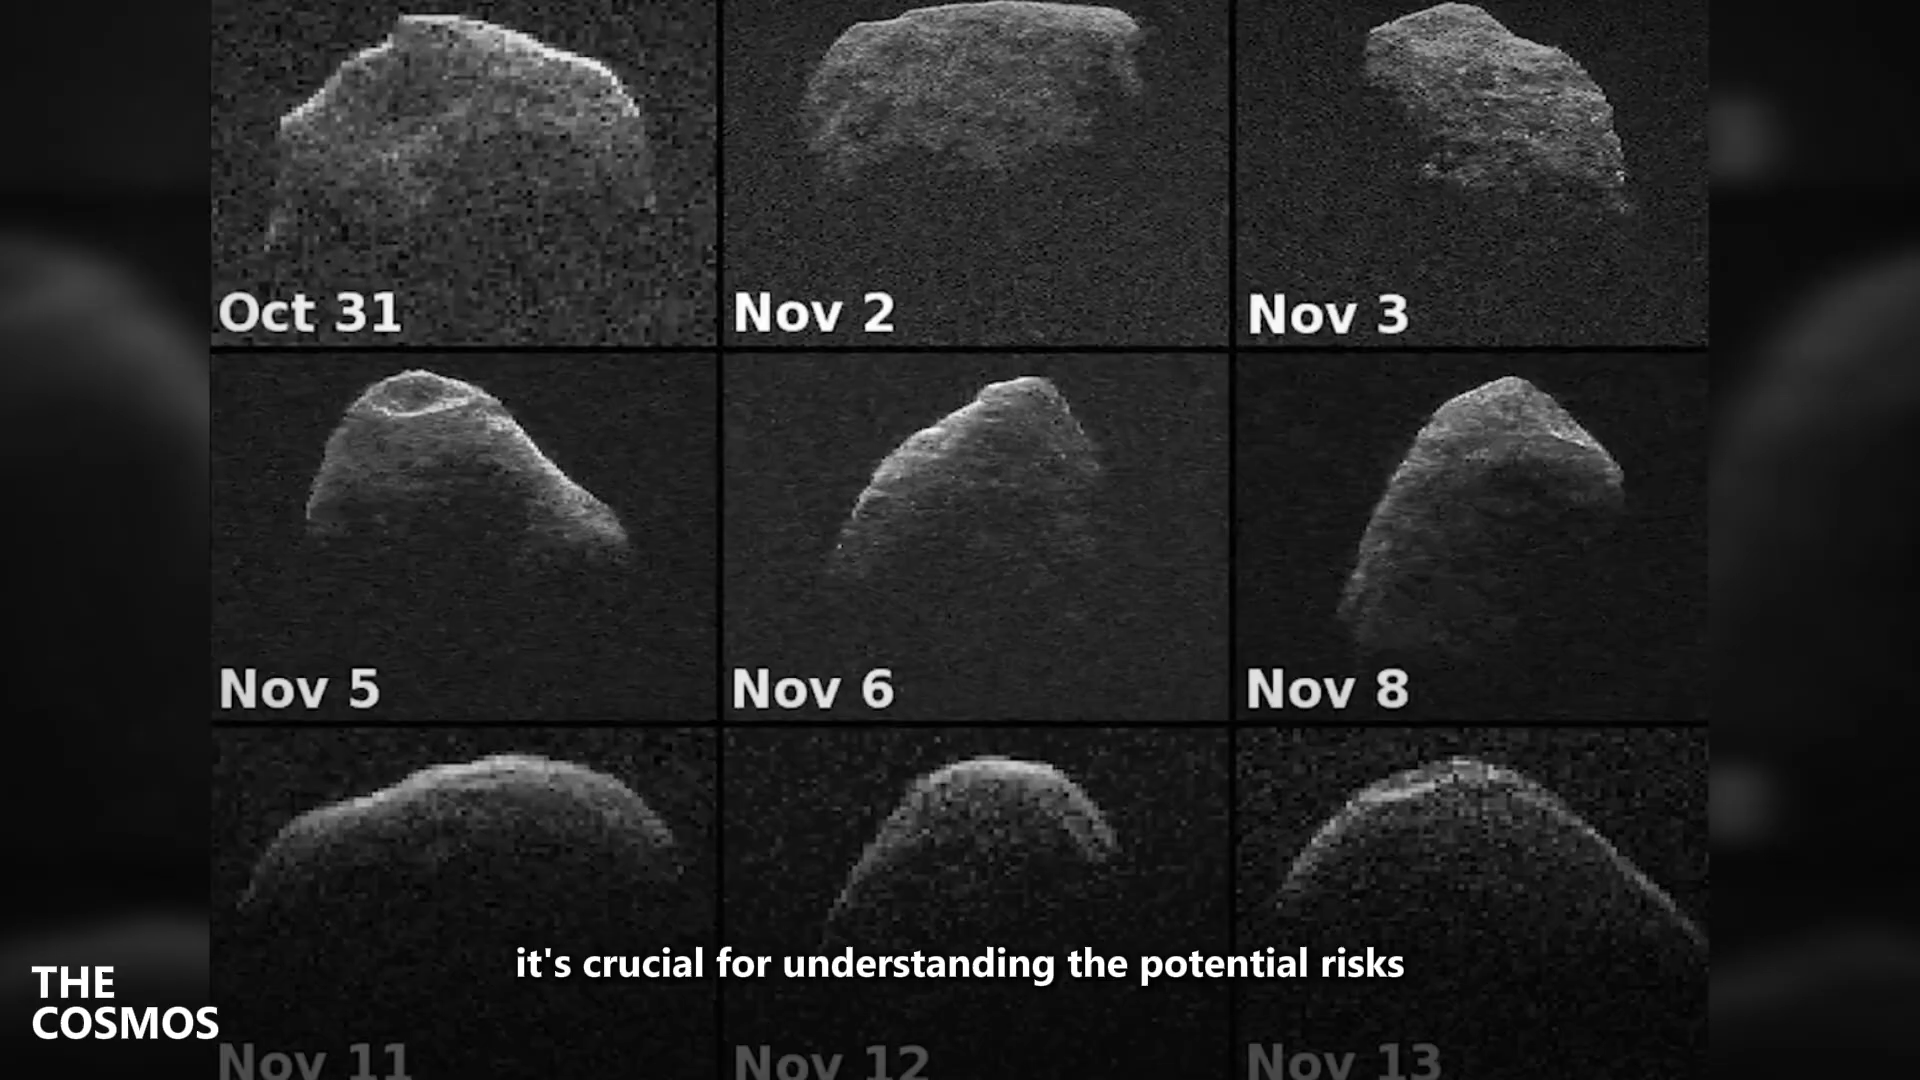 Oct 31
Nov 2
Nov 3
Nov 5
Nov 6
Nov 8
it's crucial for understanding the potential risks
THE
COSMOS
Nov 11
Nov 12
Nov 13